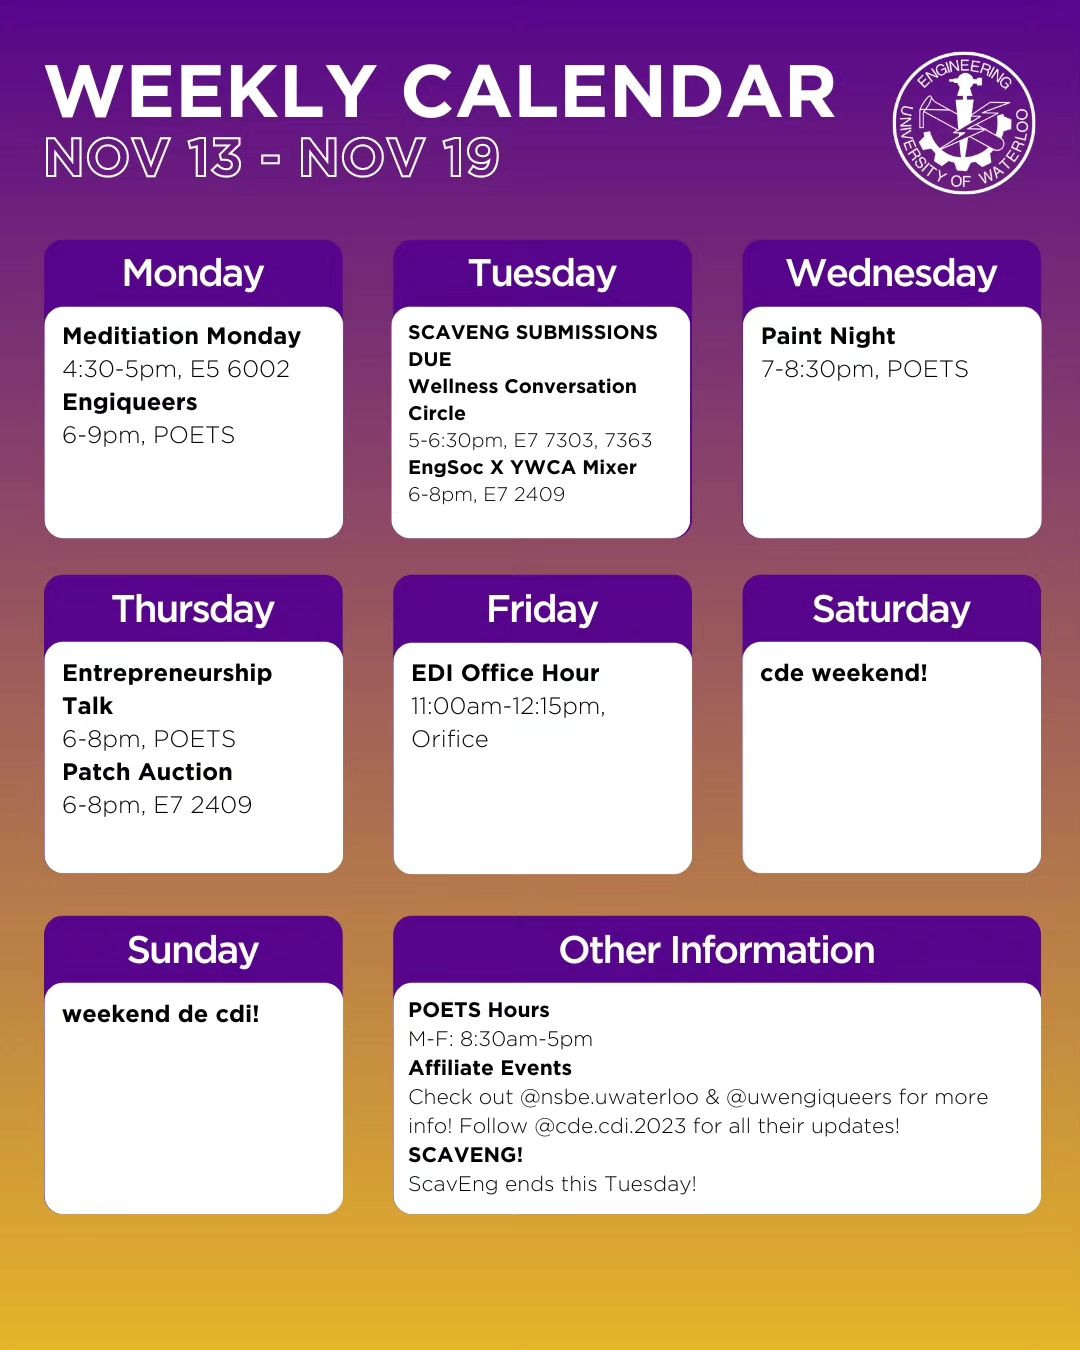 WEEKLY CALENDAR
NOV 13 - NOV 19
ENGINEERING
UNIVERSITY OF WATERLOO
Monday
Meditiation Monday
4:30-5pm, E5 6002
Engiqueers
6-9pm, POETS
Tuesday
SCAVENG SUBMISSIONS
DUE
Wellness Conversation
Circle
5-6:30pm, E7 7303, 7363
EngSoc X YWCA Mixer
6-8pm, E7 2409
Wednesday
Paint Night
7-8:30pm, POETS
Thursday
Entrepreneurship
Talk
6-8pm, POETS
Patch Auction
6-8pm, E7 2409
Friday
EDI Office Hour
11:00am-12:15pm,
Orifice
Saturday
cde weekend!
Sunday
weekend de cdi!
Other Information
POETS Hours
M-F: 8:30am-5pm
Affiliate Events
Check out @nsbe.uwaterloo & @uwengiqueers for more
info! Follow @cde.cdi.2023 for all their updates!
SCAVENG!
ScavEng ends this Tuesday!